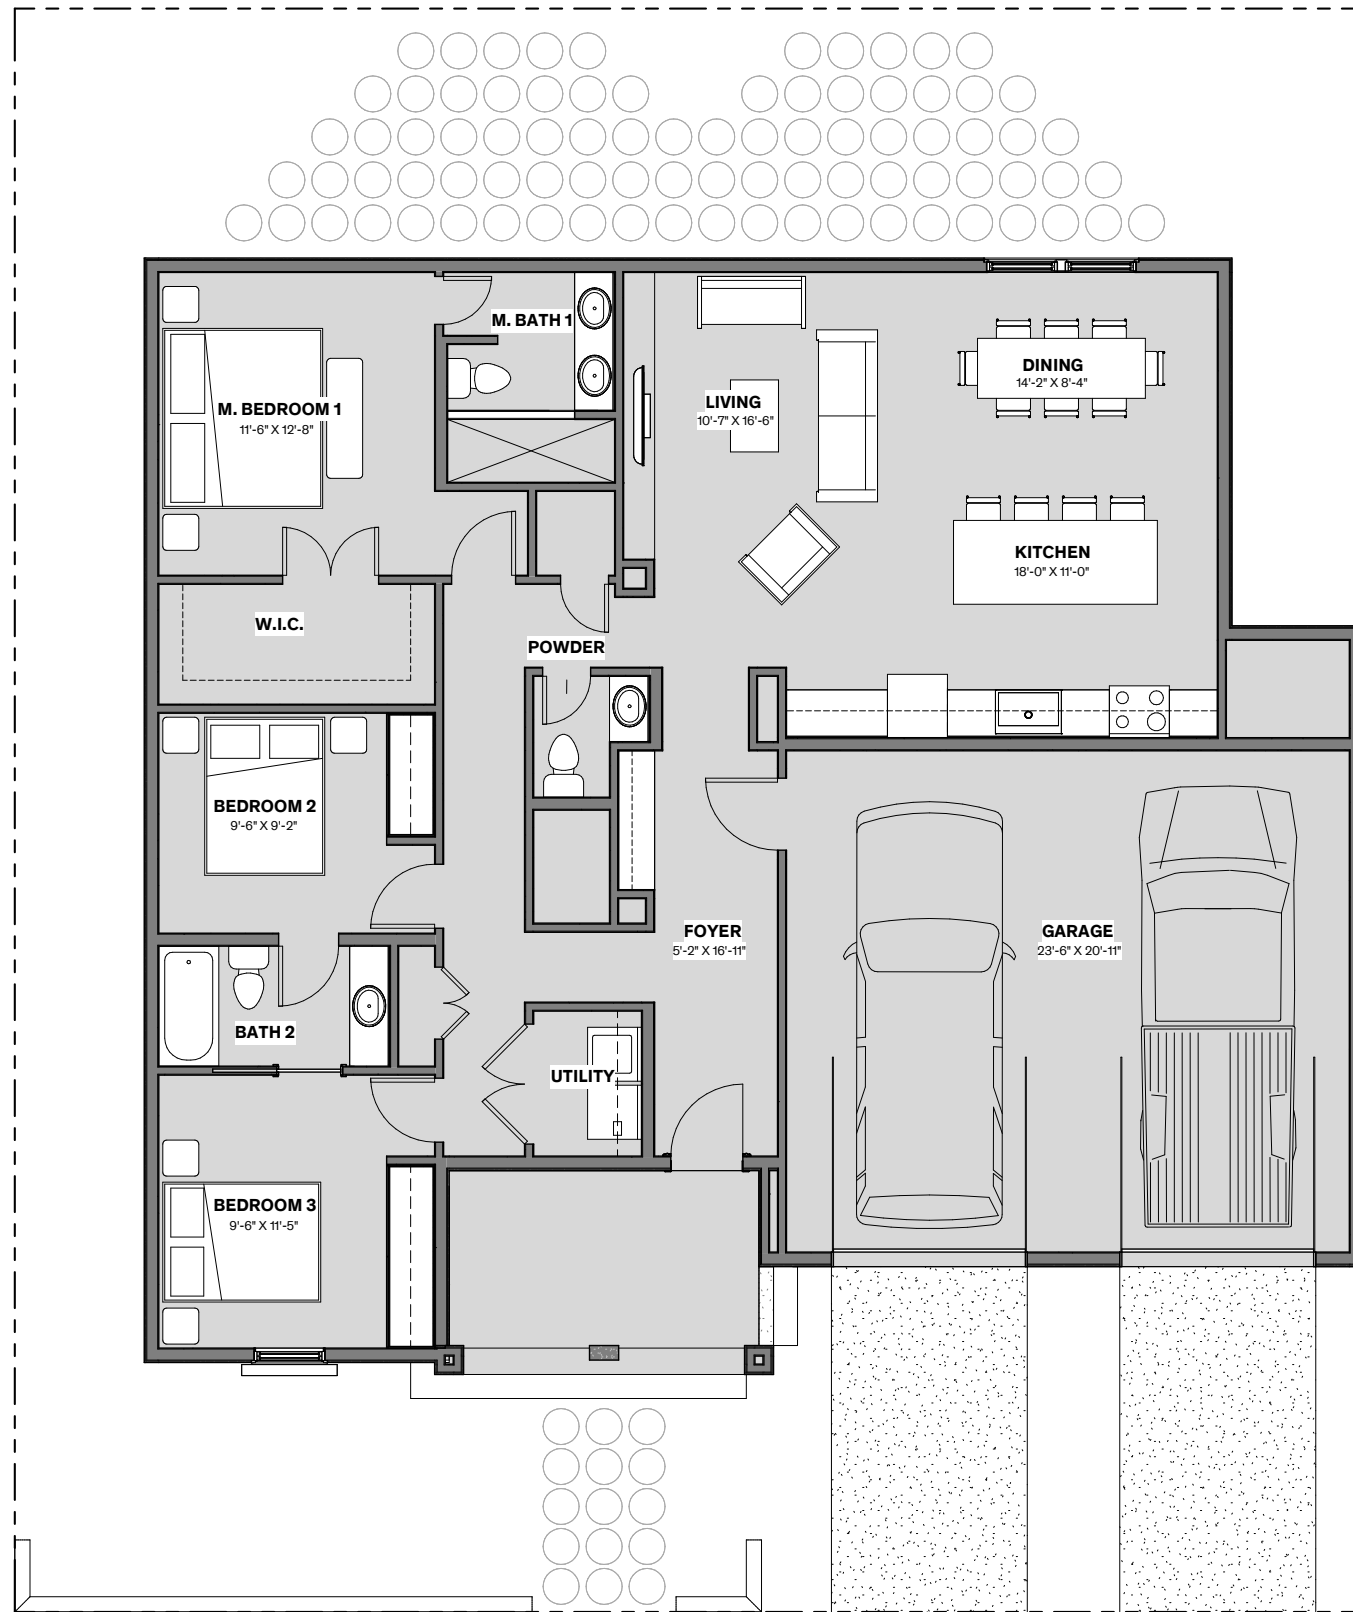 M. BATH 1
M. BEDROOM 1
11'-6" X 12'-8"
LIVING
10'-7" X 16'-6"
DINING
14'-2" X 8'-4"
KITCHEN
18'-0" X 11'-0"
W.I.C.
POWDER
BEDROOM 2
9'-6" X 9'-2"
FOYER
5'-2" X 16'-11"
GARAGE
23'-6" X 20'-11"
BATH 2
UTILITY
BEDROOM 3
9'-6" X 11'-5"